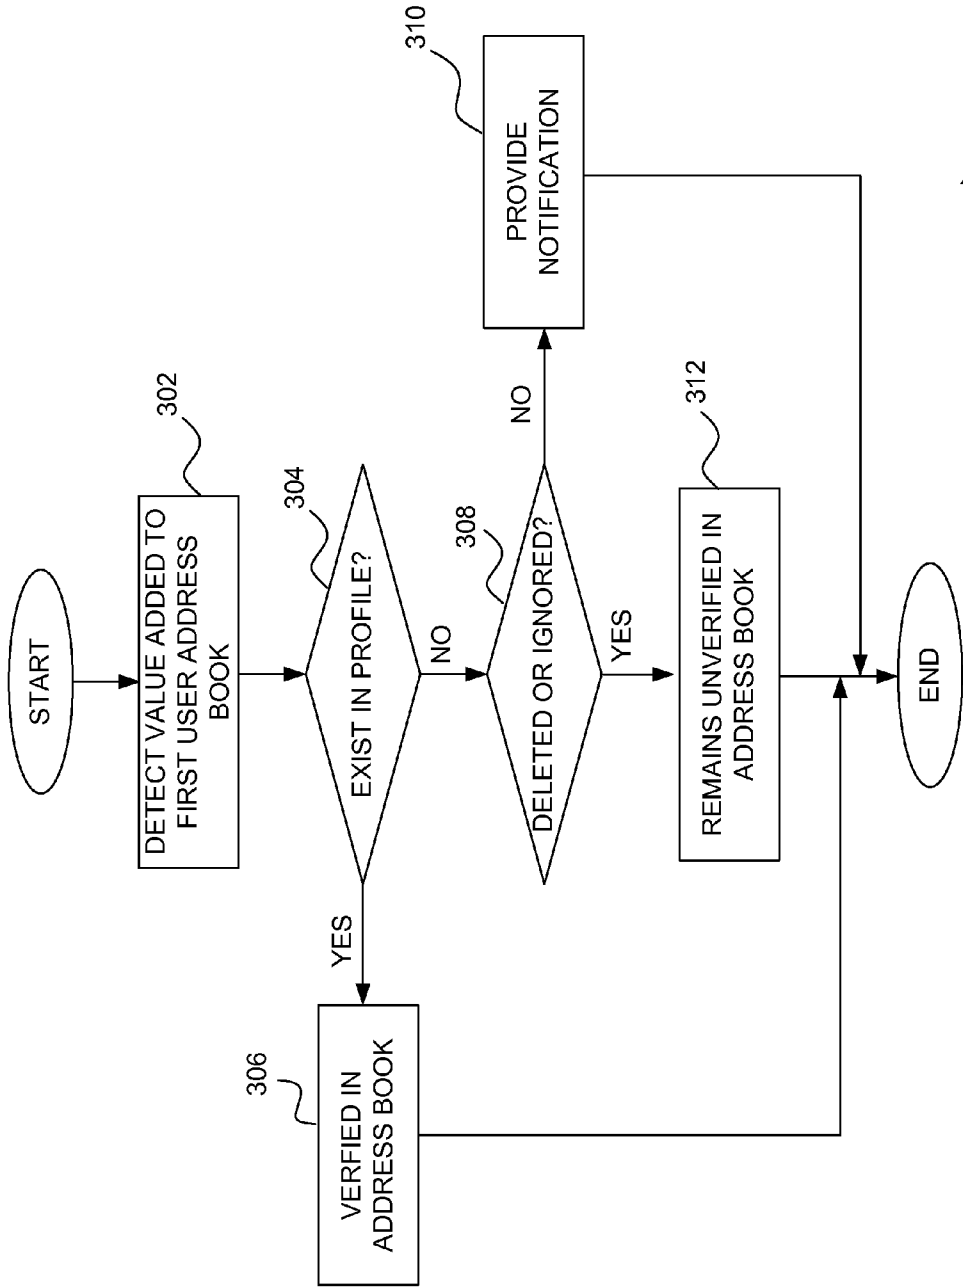 START
302
DETECT VALUE ADDED TO
FIRST USER ADDRESS
BOOK
304
EXIST IN PROFILE?
YES
NO
306
VERFIED IN
ADDRESS BOOK
308
DELETED OR IGNORED?
NO
YES
310
PROVIDE
NOTIFICATION
312
REMAINS UNVERIFIED IN
ADDRESS BOOK
END